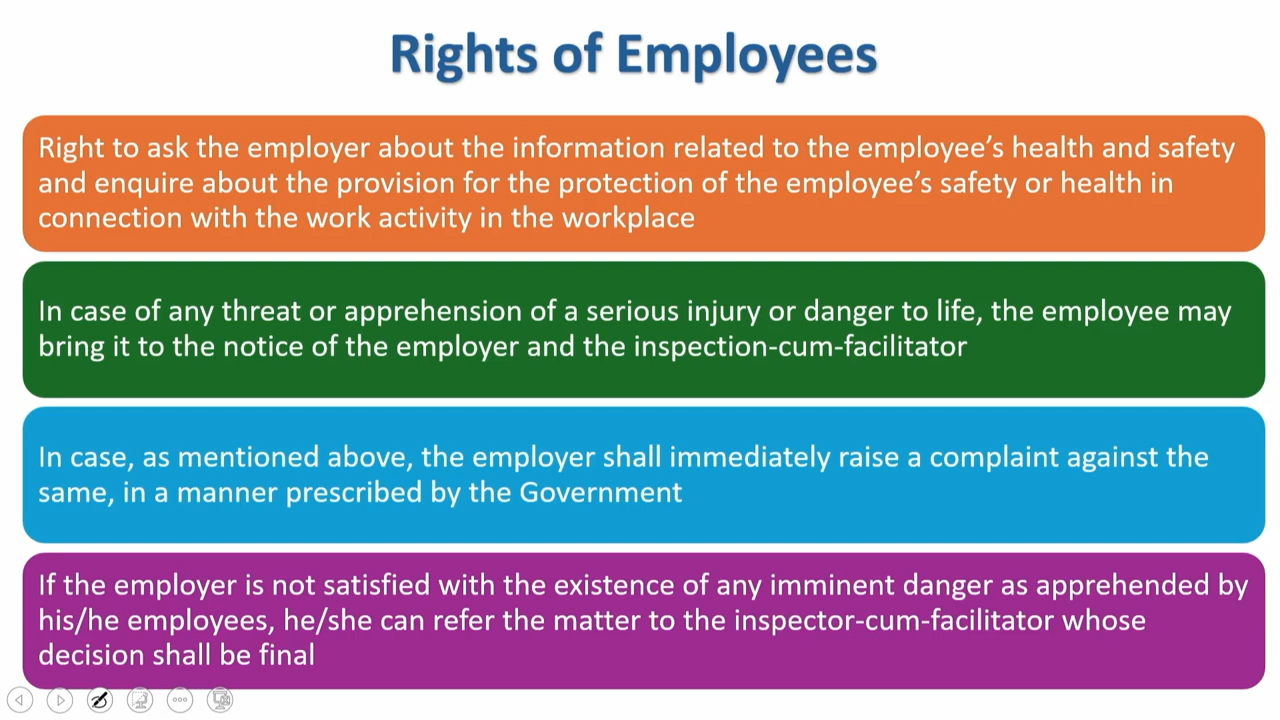 Rights of Employees
Right to ask the employer about the information related to the employee’s health and safety
and enquire about the provision for the protection of the employee’s safety or health in
connection with the work activity in the workplace
In case of any threat or apprehension of a serious injury or danger to life, the employee may
bring it to the notice of the employer and the inspection-cum-facilitator
In case, as mentioned above, the employer shall immediately raise a complaint against the
same, in a manner prescribed by the Government
If the employer is not satisfied with the existence of any imminent danger as apprehended by
his/he employees, he/she can refer the matter to the inspector-cum-facilitator whose
decision shall be final